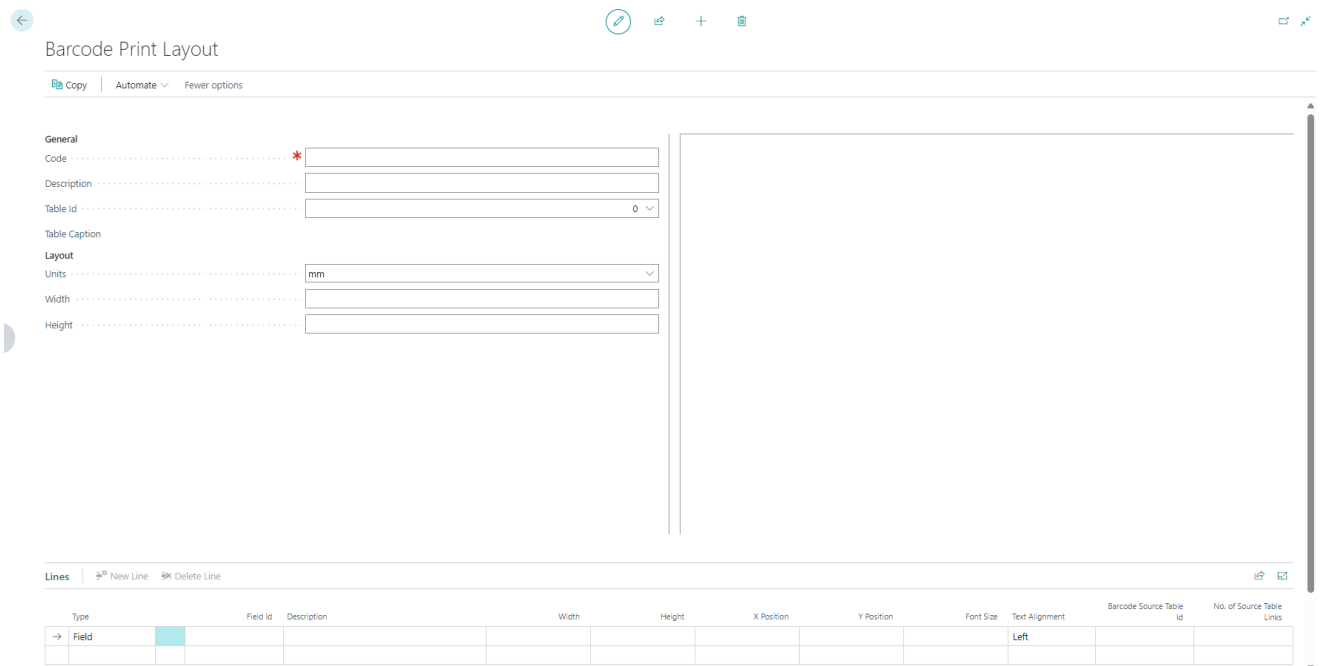 Barcode Print Layout
Copy Automate Fewer options
General
Code *
Description
Table Id 0
Table Caption
Layout
Units mm
Width
Height
Lines New Line Delete Line
Type Field Id Description Width Height X Position Y Position Font Size Text Alignment Barcode Source Table Id No. of Source Table Links
Field Left